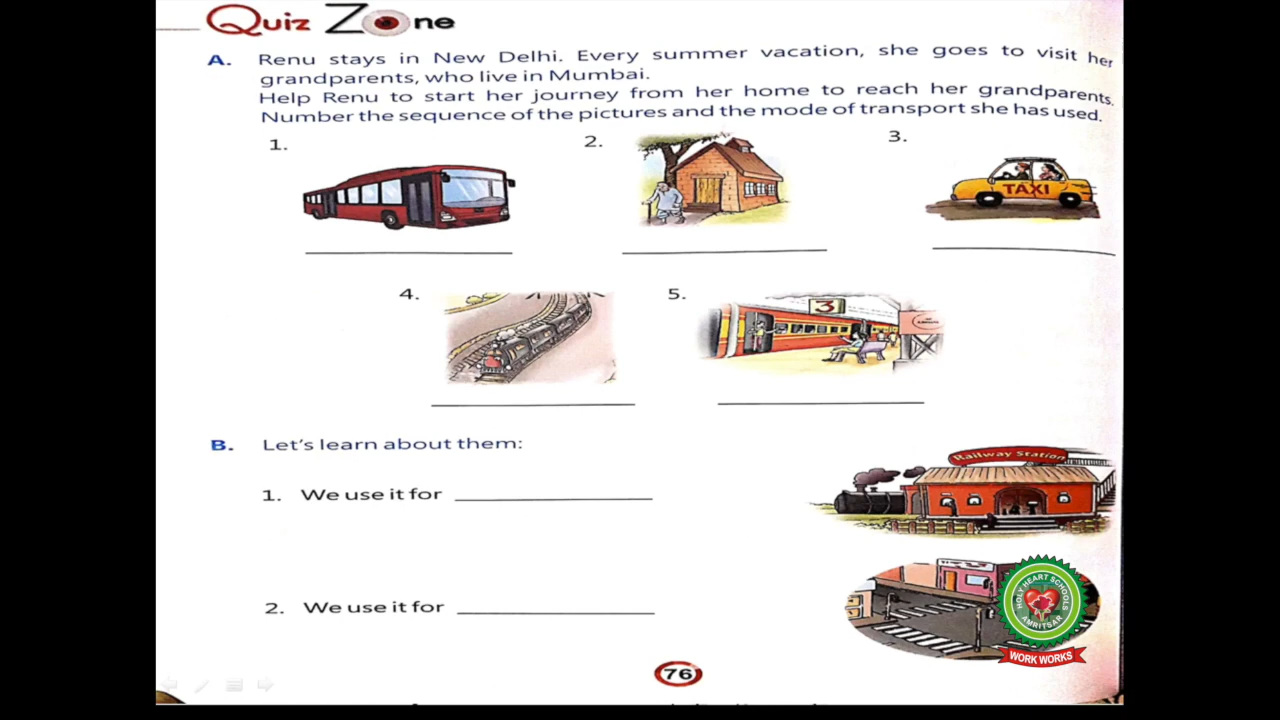 Quiz Zone
A. Renu stays in New Delhi. Every summer vacation, she goes to visit her
grandparents, who live in Mumbai.
Help Renu to start her journey from her home to reach her grandparents.
Number the sequence of the pictures and the mode of transport she has used.
1. 2. 3.
TAXI
4. 5.
3
B. Let's learn about them:
Railway Station
1. We use it for
2. We use it for
HOLY HEART SCHOOLS
AMRITSAR
WORK WORKS
76